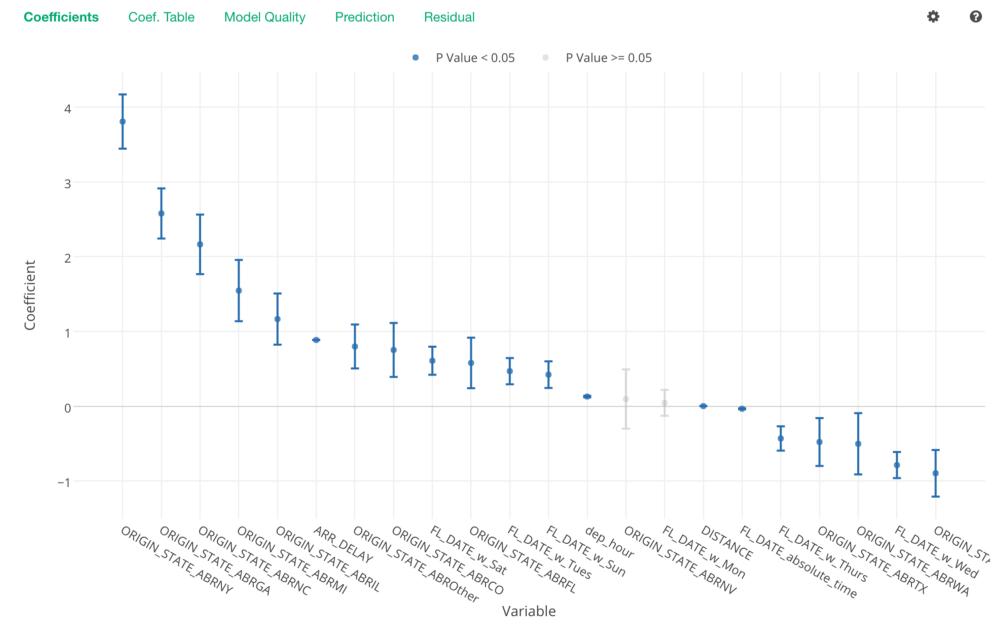 Coefficients Coef. Table Model Quality Prediction Residual
P Value < 0.05 P Value >= 0.05
Coefficient
4
3
2
1
0
−1
ORIGIN_STATE_ABRNY
ORIGIN_STATE_ABRGA
ORIGIN_STATE_ABRNC
ORIGIN_STATE_ABRMI
ORIGIN_STATE_ABRIL
ARR_DELAY
ORIGIN_STATE_ABROther
ORIGIN_STATE_ABRCO
FL_DATE_w_Sat
ORIGIN_STATE_ABRFL
FL_DATE_w_Tues
FL_DATE_w_Sun
dep_hour
ORIGIN_STATE_ABRNV
FL_DATE_w_Mon
DISTANCE
FL_DATE_absolute_time
FL_DATE_w_Thurs
ORIGIN_STATE_ABRTX
ORIGIN_STATE_ABRWA
FL_DATE_w_Wed
Variable